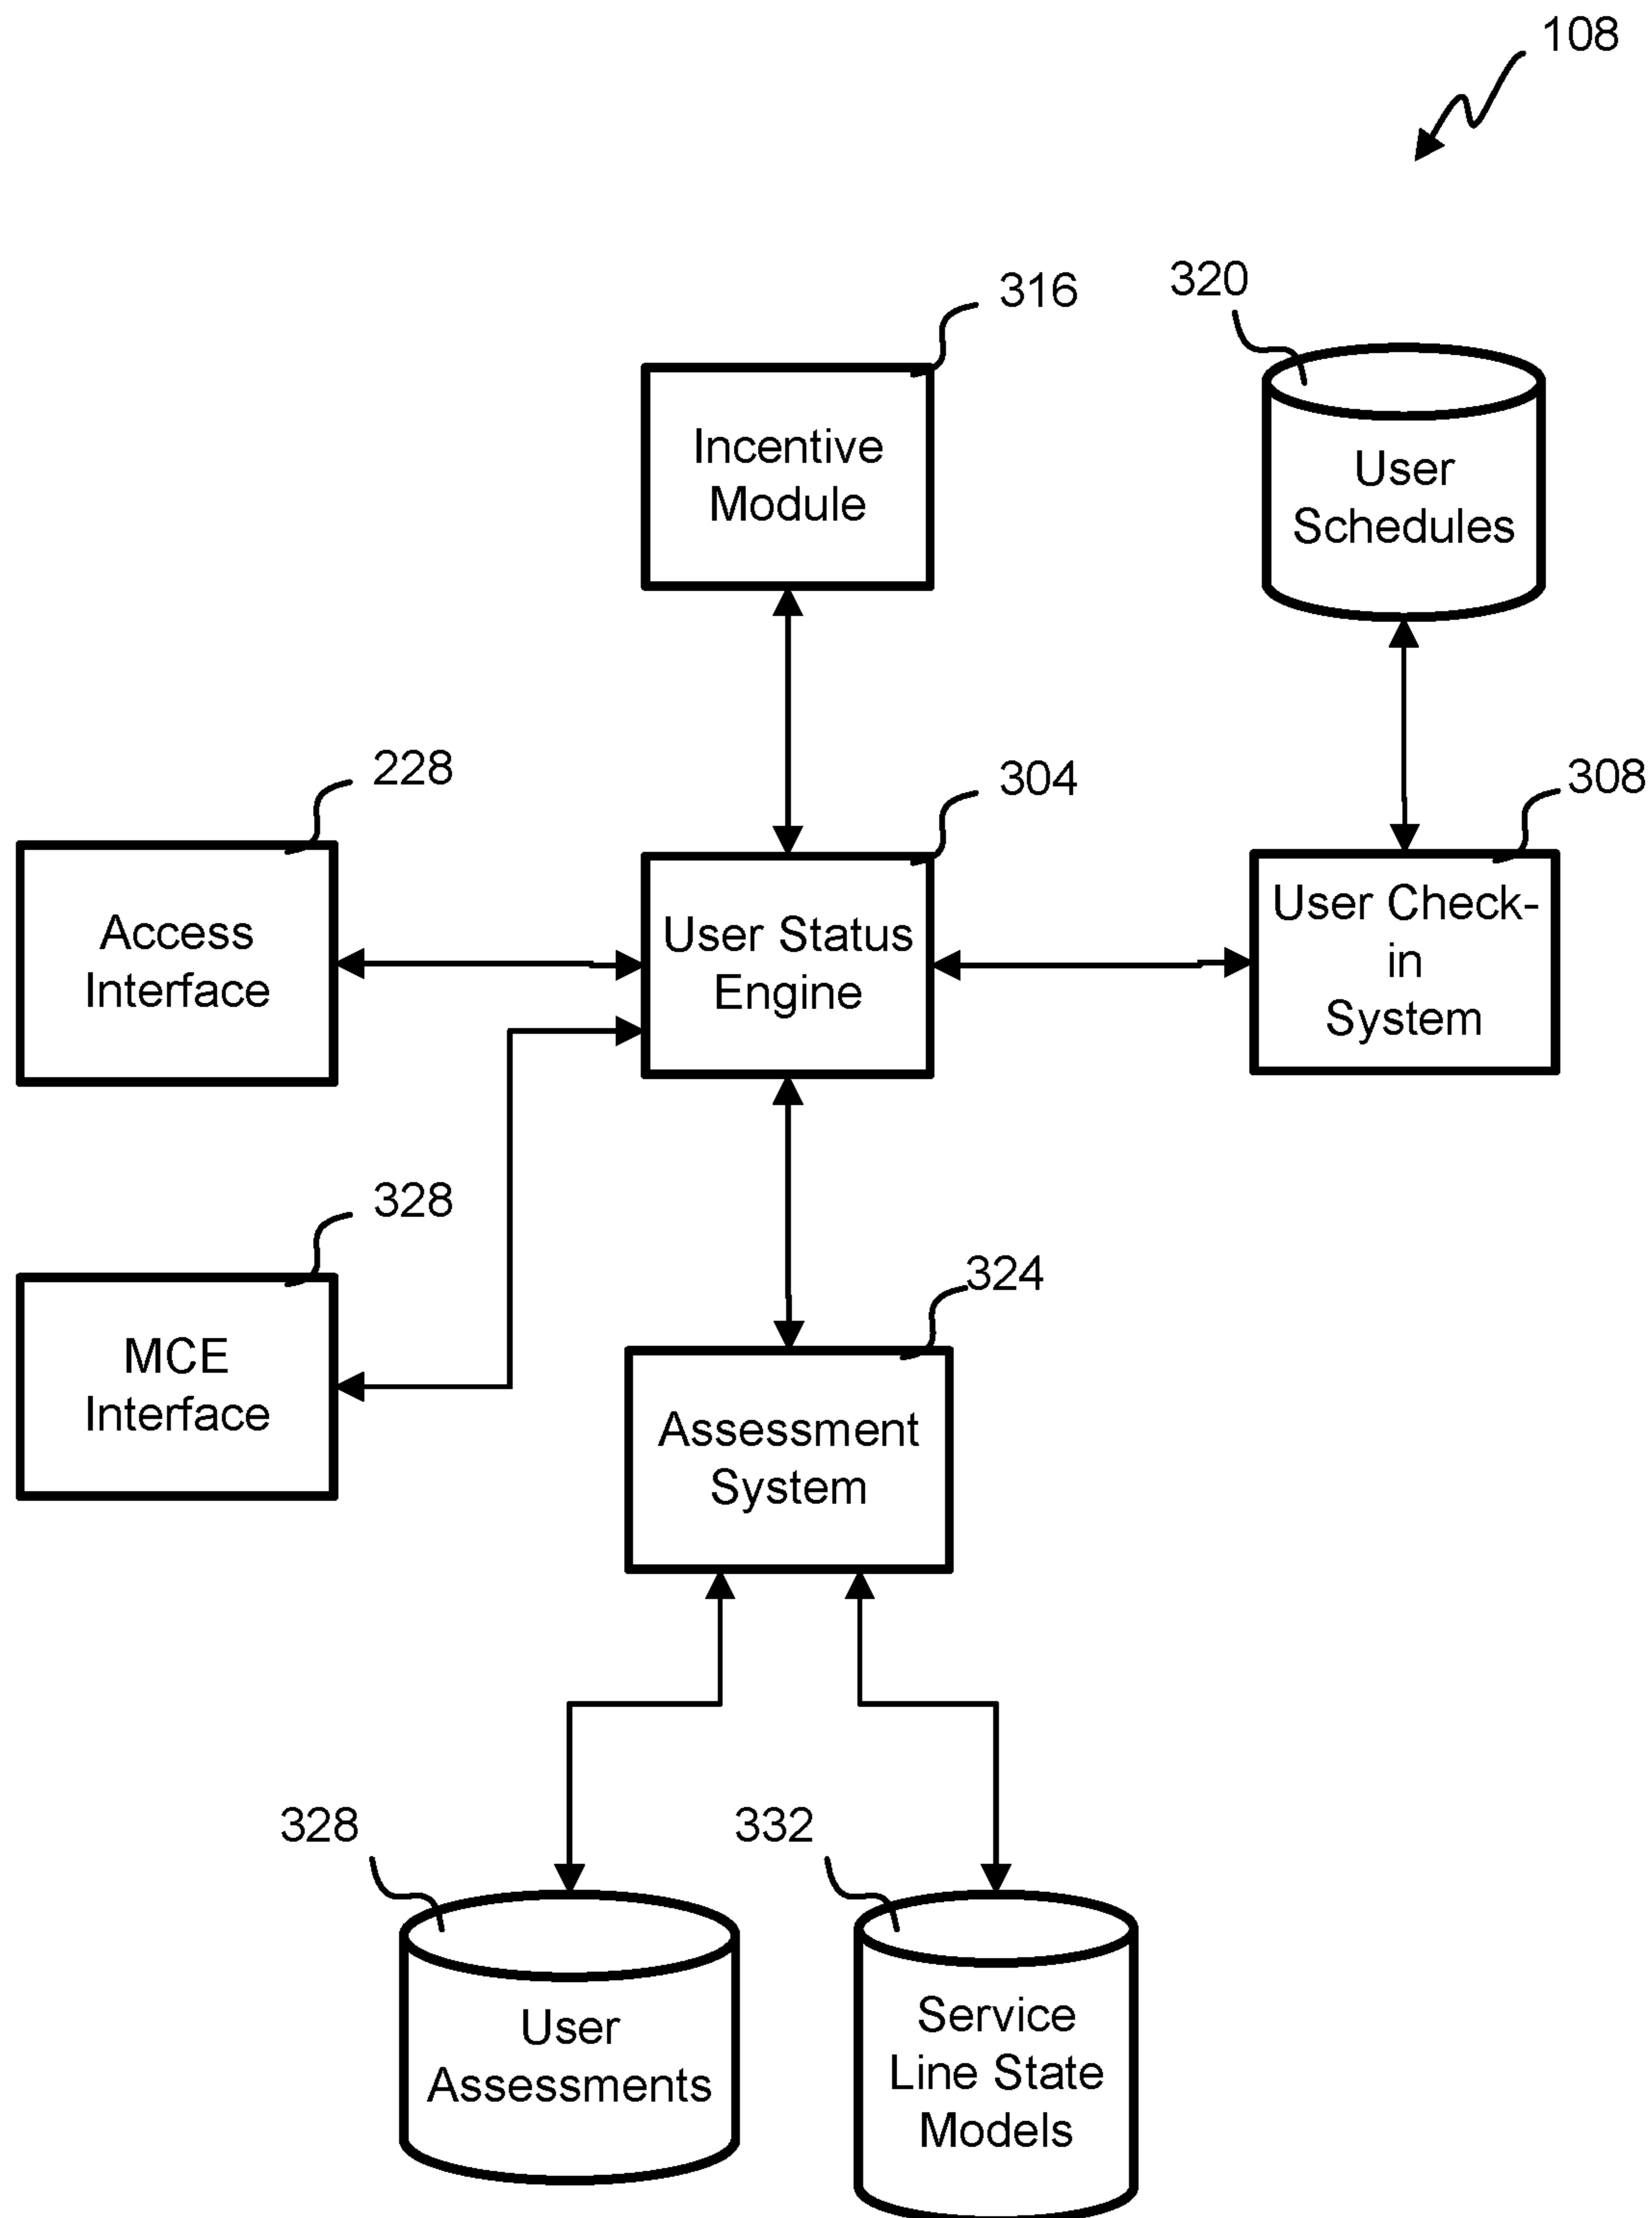 108
316
320
Incentive
Module
User
Schedules
228
304
308
Access
Interface
User Status
Engine
User Check-
in
System
328
324
MCE
Interface
Assessment
System
328
332
User
Assessments
Service
Line State
Models